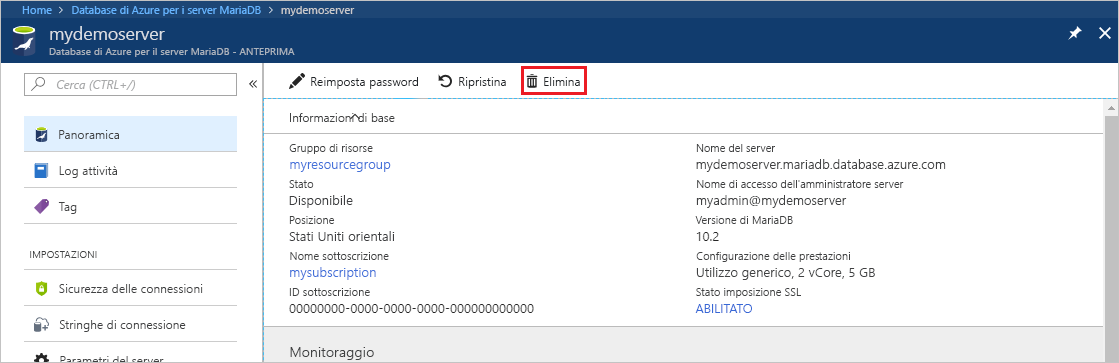 Home > Database di Azure per i server MariaDB > mydemoserver
mydemoserver
Database di Azure per il server MariaDB - ANTEPRIMA
Cerca (CTRL+/)
«
Panoramica
Log attività
Tag
IMPOSTAZIONI
Sicurezza delle connessioni
Stringhe di connessione
Parametri del server
Reimposta password
Ripristina
Elimina
Informazioni di base
Gruppo di risorse
myresourcegroup
Stato
Disponibile
Posizione
Stati Uniti orientali
Nome sottoscrizione
mysubscription
ID sottoscrizione
00000000-0000-0000-0000-000000000000
Nome del server
mydemoserver.mariadb.database.azure.com
Nome di accesso dell'amministratore server
myadmin@mydemoserver
Versione di MariaDB
10.2
Configurazione delle prestazioni
Utilizzo generico, 2 vCore, 5 GB
Stato imposizione SSL
ABILITATO
Monitoraggio